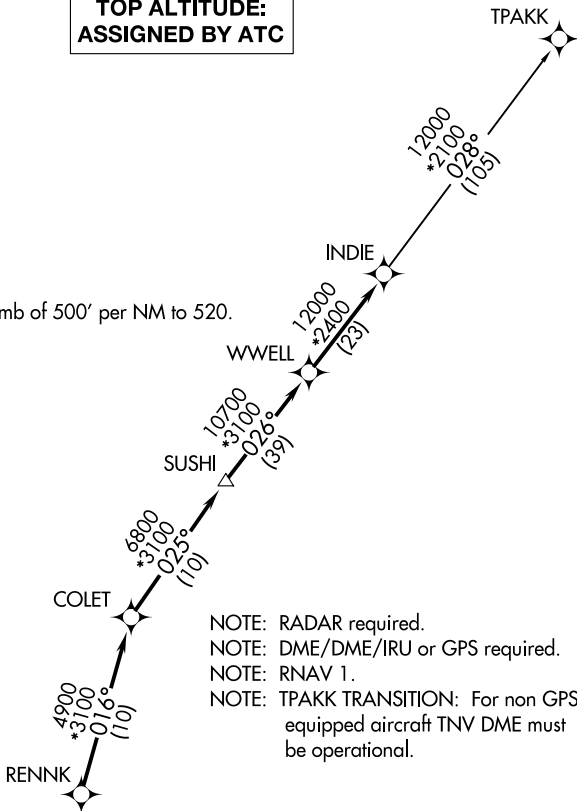 TOP ALTITUDE:
ASSIGNED BY ATC
TPAKK
12000
*2100
028°
(105)
INDIE
mb of 500' per NM to 520.
12000
*2400
(23)
WWELL
10700
*3100
026°
(39)
SUSHI
6800
*3100
025°
(10)
COLET
NOTE: RADAR required.
NOTE: DME/DME/IRU or GPS required.
NOTE: RNAV 1.
NOTE: TPAKK TRANSITION: For non GPS
equipped aircraft TNV DME must
be operational.
4900
*3100
016°
(10)
RENNK